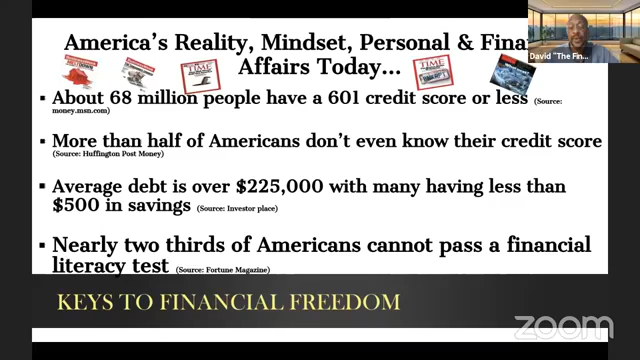 America's Reality, Mindset, Personal & Fina
Affairs Today...
David "The Fin...
TIME
TIME
▪ About 68 million people have a 601 credit score or less (Source:
money.msn.com)
▪ More than half of Americans don't even know their credit score
(Source: Huffington Post Money)
▪ Average debt is over $225,000 with many having less than
$500 in savings (Source: Investor place)
▪ Nearly two thirds of Americans cannot pass a financial
literacy test (Source: Fortune Magazine)
KEYS TO FINANCIAL FREEDOM
zoom